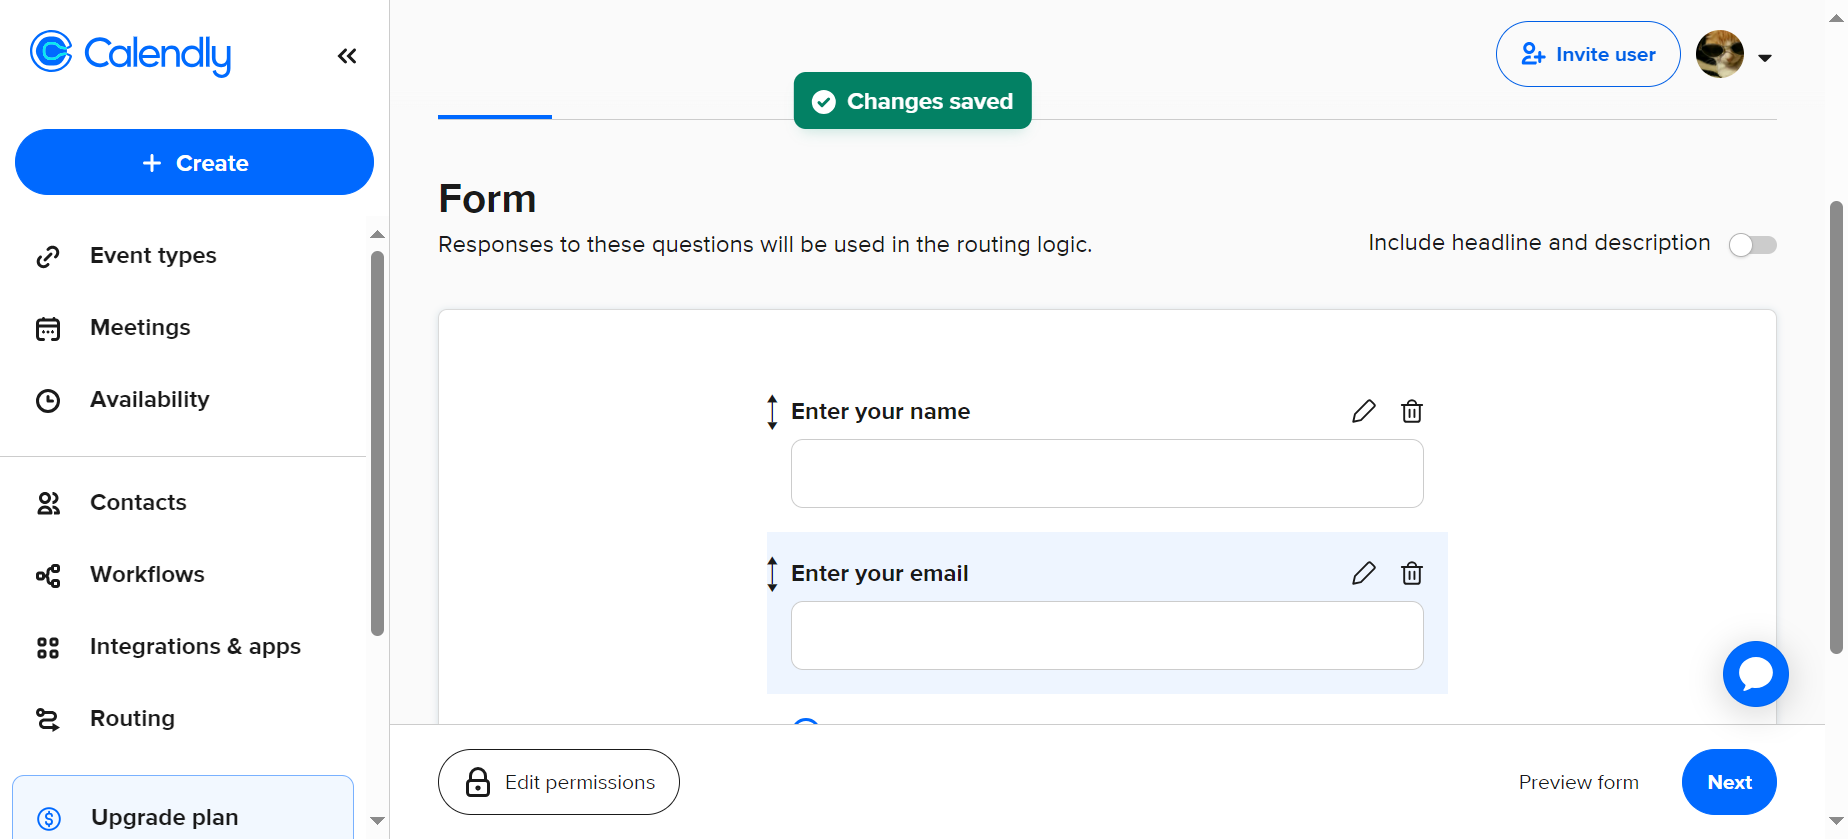 Calendly
Create
Event types
Meetings
Availability
Contacts
Workflows
Integrations & apps
Routing
Upgrade plan
Invite user
Changes saved
Form
Responses to these questions will be used in the routing logic.
Include headline and description
Enter your name
Enter your email
Edit permissions
Preview form
Next